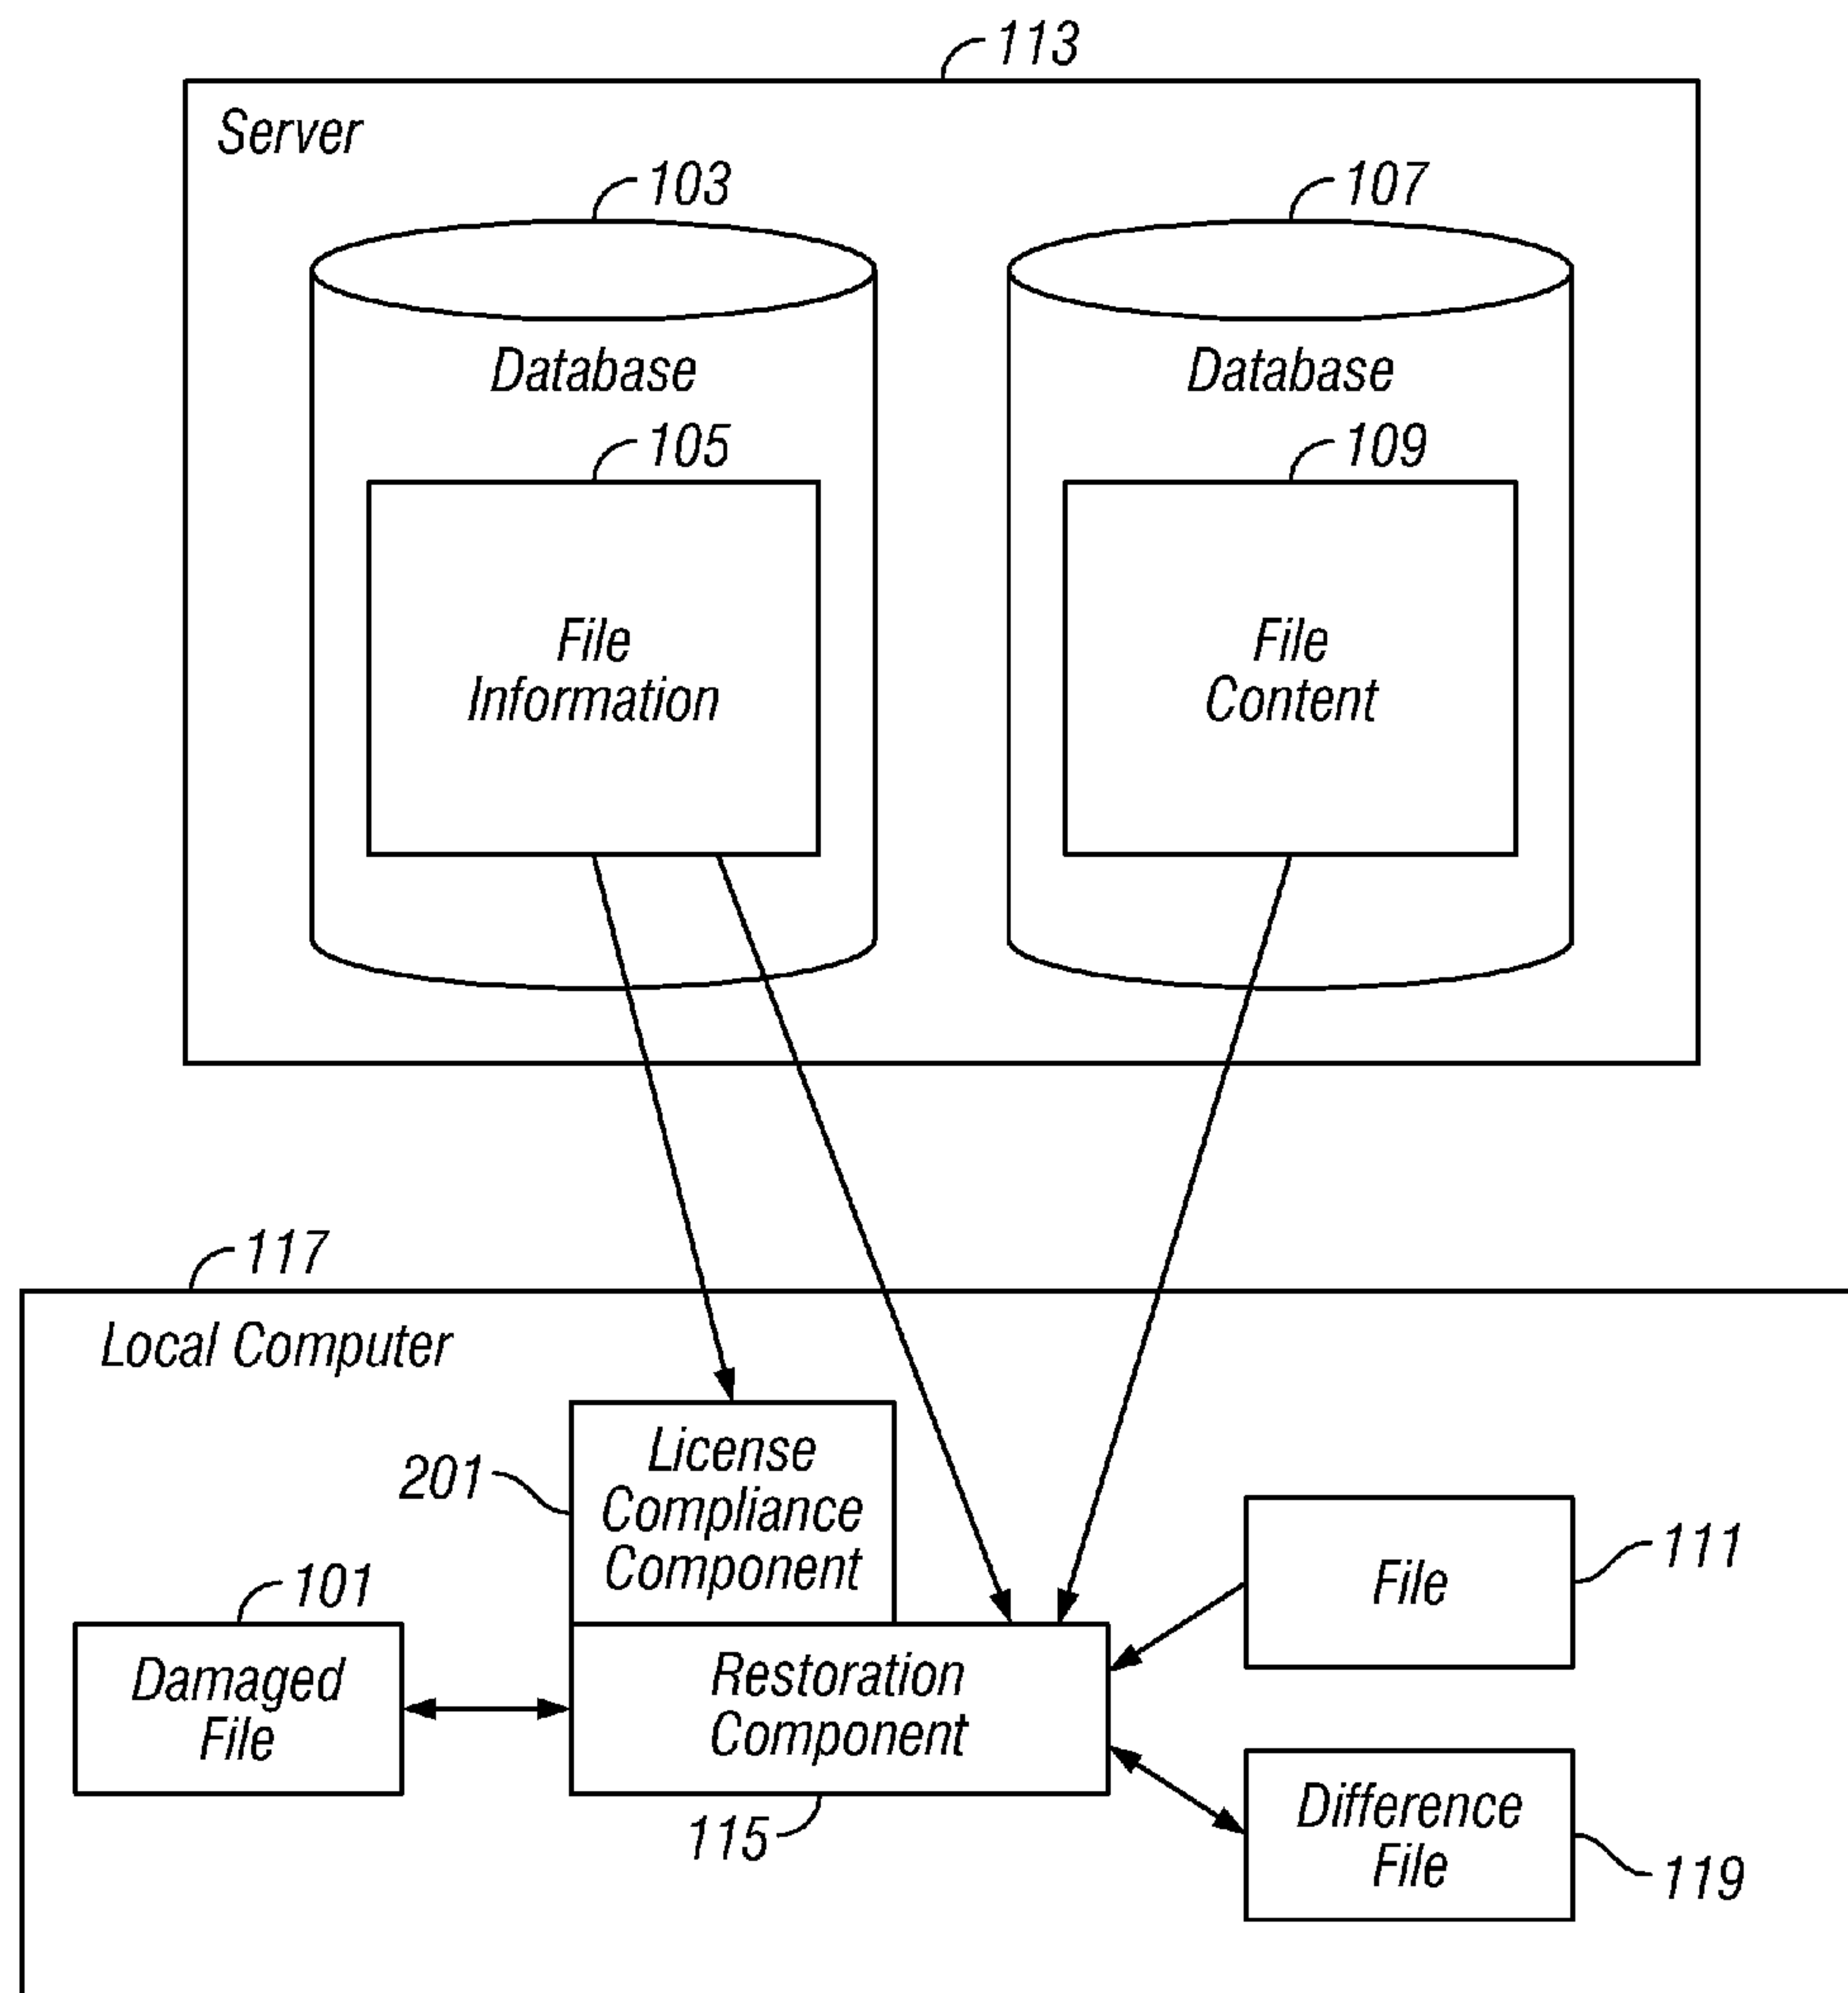 113
Server
103
107
Database
Database
105
109
File
Information
File
Content
117
Local Computer
License
Compliance
Component
201
111
File
101
Damaged
File
Restoration
Component
115
Difference
File
119